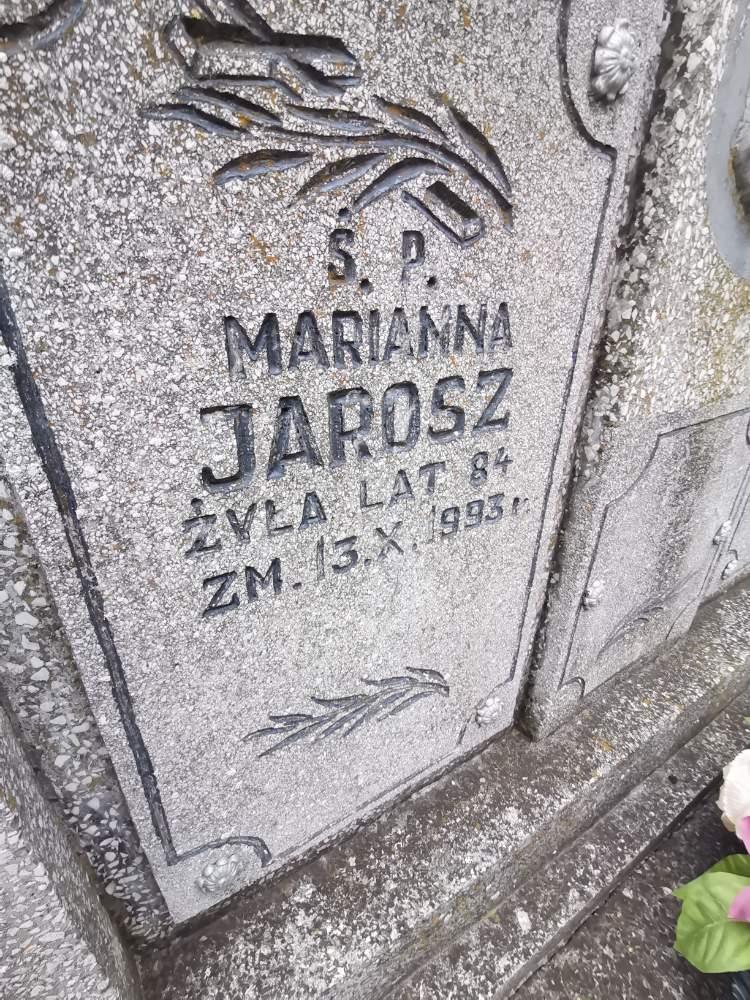 Ś. P.
MARIANNA
JAROSZ
ŻYŁA LAT 84
ZM. 13.X.1993 r.